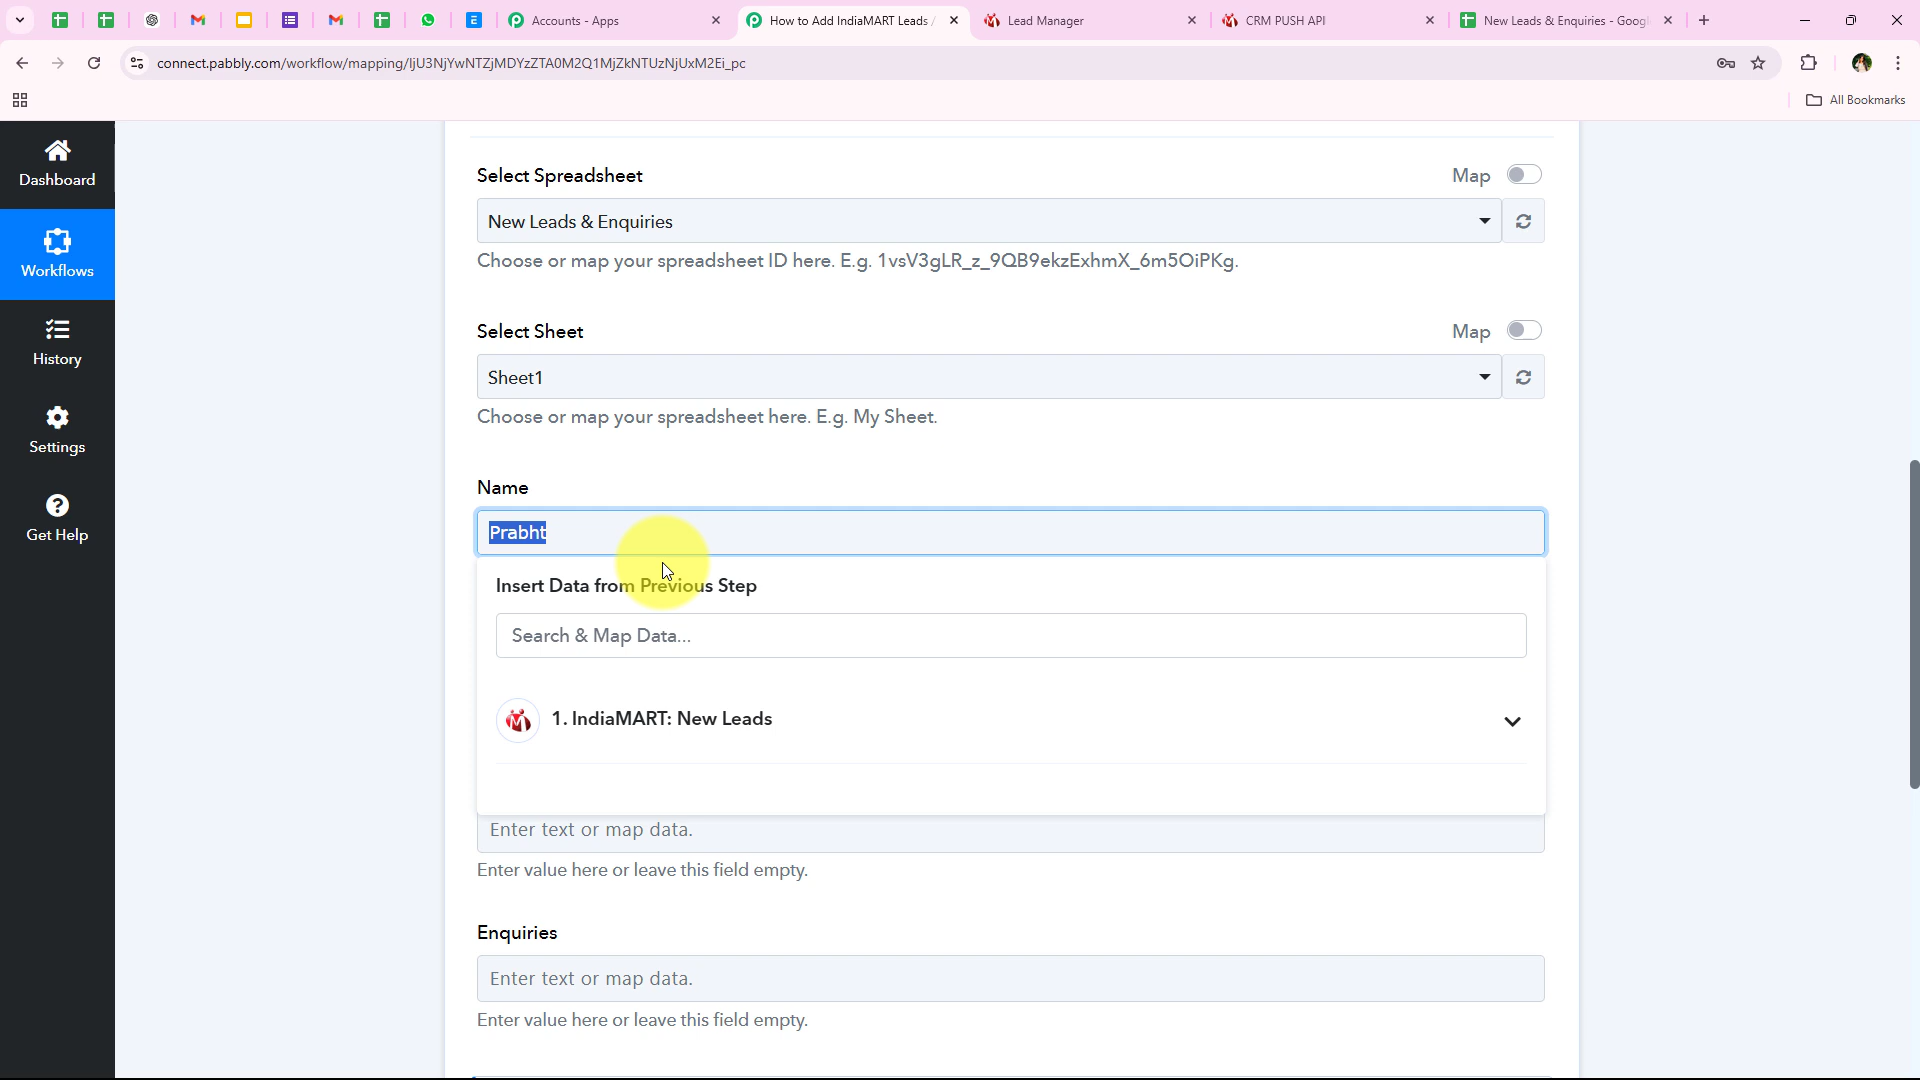 Accounts - Apps
How to Add IndiaMART Leads /
Lead Manager
CRM PUSH API
New Leads & Enquiries - Googl
connect.pabbly.com/workflow/mapping/IjU3NjYwNTZjMDYzZTA0M2Q1MjZkNTUzNjUxM2Ei_pc
All Bookmarks
Dashboard
Workflows
History
Settings
Get Help
Select Spreadsheet
Map
New Leads & Enquiries
Choose or map your spreadsheet ID here. E.g. 1vsV3gLR_z_9QB9ekzExhmX_6m5OiPKg.
Select Sheet
Map
Sheet1
Choose or map your spreadsheet here. E.g. My Sheet.
Name
Prabht
Insert Data from Previous Step
Search & Map Data...
1. IndiaMART: New Leads
Enter text or map data.
Enter value here or leave this field empty.
Enquiries
Enter text or map data.
Enter value here or leave this field empty.